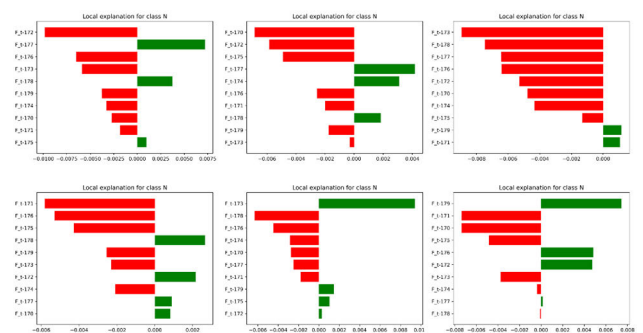 Local explanation for class N
F_t-172
F_t-177
F_t-176
F_t-173
F_t-178
F_t-179
F_t-174
F_t-170
F_t-171
F_t-175
−0.0100 −0.0075 −0.0050 −0.0025 0.0000 0.0025 0.0050 0.0075
Local explanation for class N
F_t-170
F_t-172
F_t-175
F_t-177
F_t-174
F_t-176
F_t-171
F_t-178
F_t-179
F_t-173
−0.006 −0.004 −0.002 0.000 0.002 0.004
Local explanation for class N
F_t-173
F_t-178
F_t-177
F_t-176
F_t-172
F_t-170
F_t-174
F_t-179
−0.008 −0.006 −0.004 −0.002 0.000
Local explanation for class N
F_t-171
F_t-176
F_t-175
F_t-178
F_t-179
F_t-173
F_t-172
F_t-174
F_t-177
−0.006 −0.004 −0.002 0.000 0.002
Local explanation for class N
F_t-173
F_t-178
F_t-174
F_t-177
F_t-171
F_t-179
F_t-175
F_t-172
−0.006 −0.004 −0.002 0.000 0.002 0.004 0.006 0.008 0.01
Local explanation for class N
F_t-179
F_t-171
F_t-170
F_t-175
F_t-176
F_t-172
F_t-173
F_t-174
F_t-177
F_t-178
−0.008 −0.006 −0.004 −0.002 0.000 0.002 0.004 0.006 0.008